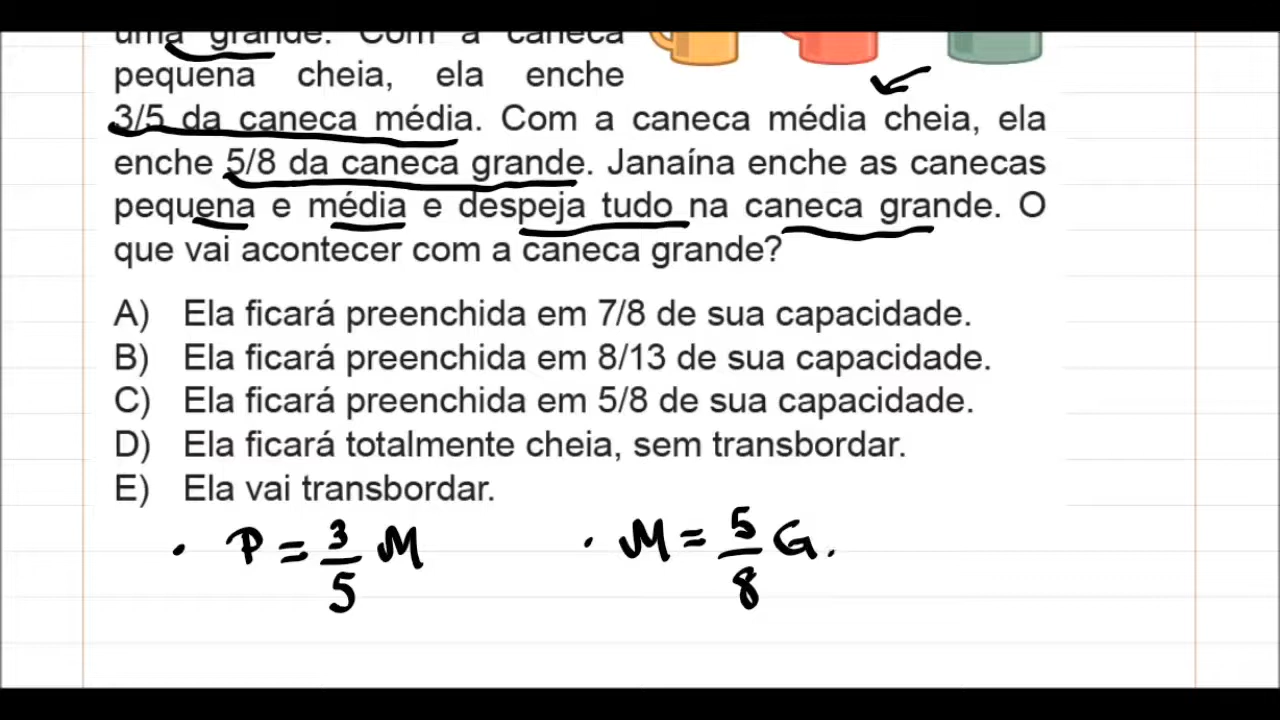 uma grande. Com a caneca
pequena cheia, ela enche
3/5 da caneca média. Com a caneca média cheia, ela
enche 5/8 da caneca grande. Janaína enche as canecas
pequena e média e despeja tudo na caneca grande. O
que vai acontecer com a caneca grande?
A) Ela ficará preenchida em 7/8 de sua capacidade.
B) Ela ficará preenchida em 8/13 de sua capacidade.
C) Ela ficará preenchida em 5/8 de sua capacidade.
D) Ela ficará totalmente cheia, sem transbordar.
E) Ela vai transbordar.
· P = 3/5 M · M = 5/8 G.